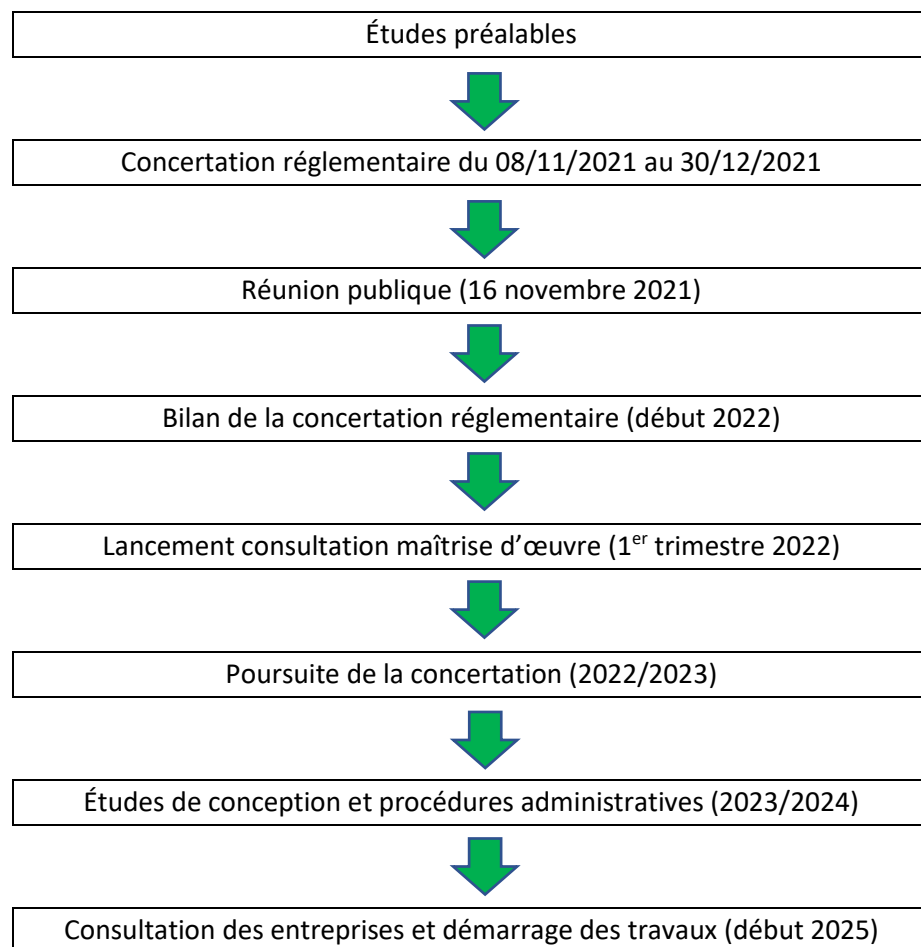 Études préalables
Concertation réglementaire du 08/11/2021 au 30/12/2021
Réunion publique (16 novembre 2021)
Bilan de la concertation réglementaire (début 2022)
Lancement consultation maîtrise d’œuvre (1er trimestre 2022)
Poursuite de la concertation (2022/2023)
Études de conception et procédures administratives (2023/2024)
Consultation des entreprises et démarrage des travaux (début 2025)